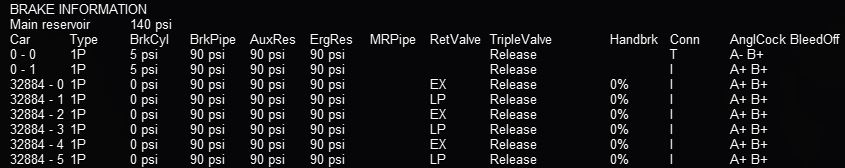 BRAKE INFORMATION
Main reservoir 140 psi
Car Type BrkCyl BrkPipe AuxRes ErgRes MRPipe RetValve TripleValve Handbrk Conn AnglCock BleedOff
0 - 0 1P 5 psi 90 psi 90 psi 90 psi Release T A- B+
0 - 1 1P 5 psi 90 psi 90 psi 90 psi Release I A+ B+
32884 - 0 1P 0 psi 90 psi 90 psi 90 psi EX Release 0% I A+ B+
32884 - 1 1P 0 psi 90 psi 90 psi 90 psi LP Release 0% I A+ B+
32884 - 2 1P 0 psi 90 psi 90 psi 90 psi EX Release 0% I A+ B+
32884 - 3 1P 0 psi 90 psi 90 psi 90 psi LP Release 0% I A+ B+
32884 - 4 1P 0 psi 90 psi 90 psi 90 psi EX Release 0% I A+ B+
32884 - 5 1P 0 psi 90 psi 90 psi 90 psi LP Release 0% I A+ B+